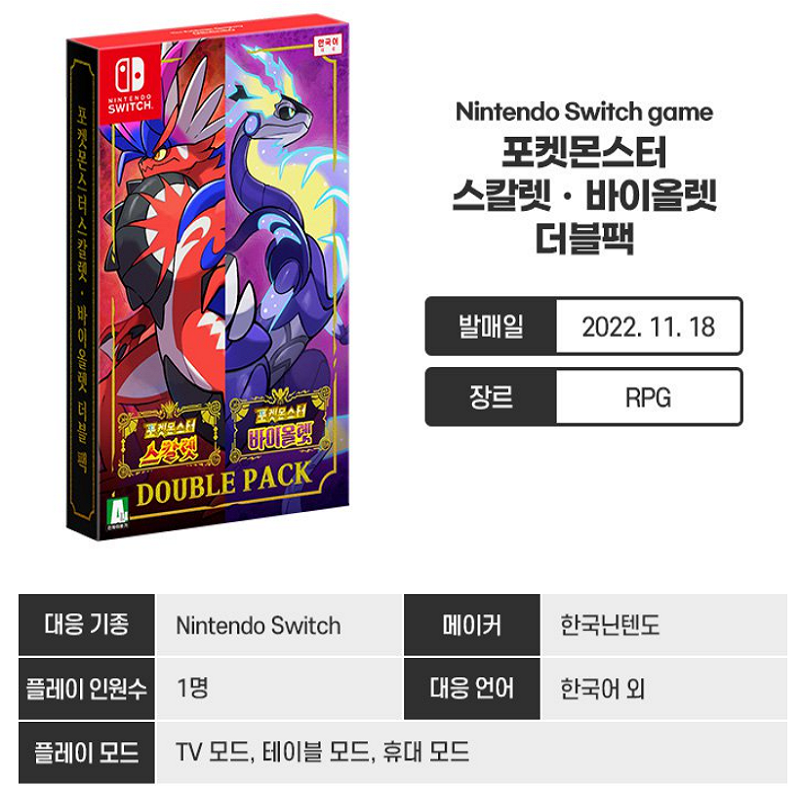 한국어
NINTENDO
SWITCH
포켓몬스터 스칼렛 · 바이올렛 더블 팩
포켓몬스터
스칼렛
포켓몬스터
바이올렛
DOUBLE PACK
Nintendo Switch game
포켓몬스터
스칼렛 · 바이올렛
더블팩
발매일 2022. 11. 18
장르 RPG
대응 기종 Nintendo Switch 메이커 한국닌텐도
플레이 인원수 1명 대응 언어 한국어 외
플레이 모드 TV 모드, 테이블 모드, 휴대 모드